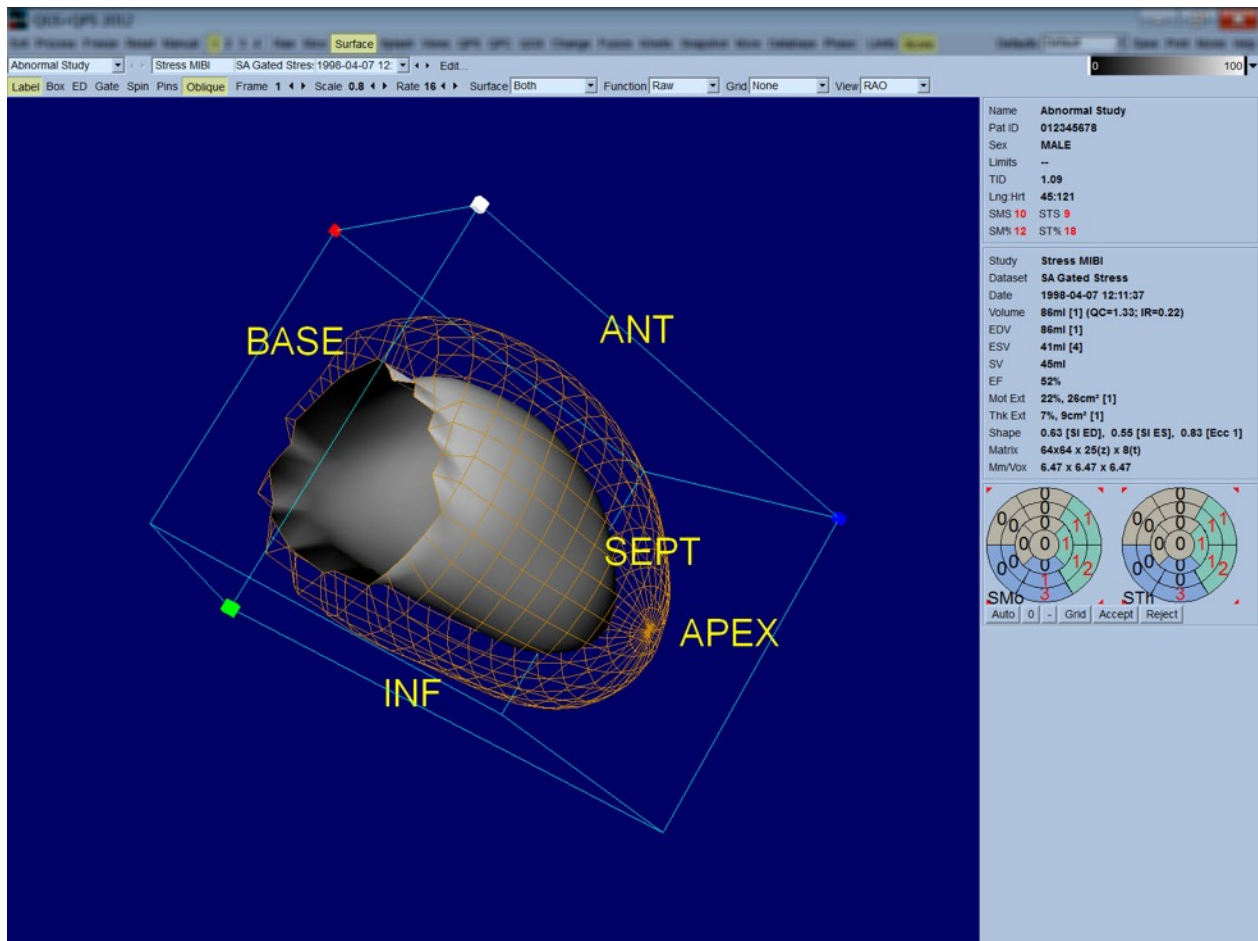 QGS+QPS 2012
Surface
Abnormal Study Stress MIBI SA Gated Stres: 1998-04-07 12: Edit...
0 100
Label Box ED Gate Spin Pins Oblique Frame 1 Scale 0.8 Rate 16 Surface Both Function Raw Grid None View RAO
Name Abnormal Study
Pat ID 012345678
Sex MALE
Limits --
TID 1.09
Lng:Hrt 45:121
SMS 10 STS 9
SM% 12 ST% 18
Study Stress MIBI
Dataset SA Gated Stress
Date 1998-04-07 12:11:37
Volume 86ml [1] (QC=1.33; IR=0.22)
EDV 86ml [1]
ESV 41ml [4]
SV 45ml
EF 52%
Mot Ext 22%, 26cm² [1]
Thk Ext 7%, 9cm² [1]
Shape 0.63 [SI ED], 0.55 [SI ES], 0.83 [Ecc 1]
Matrix 64x64 x 25(z) x 8(t)
Mm/Vox 6.47 x 6.47 x 6.47
SMo STh
Auto 0 - Grid Accept Reject
BASE
ANT
SEPT
APEX
INF